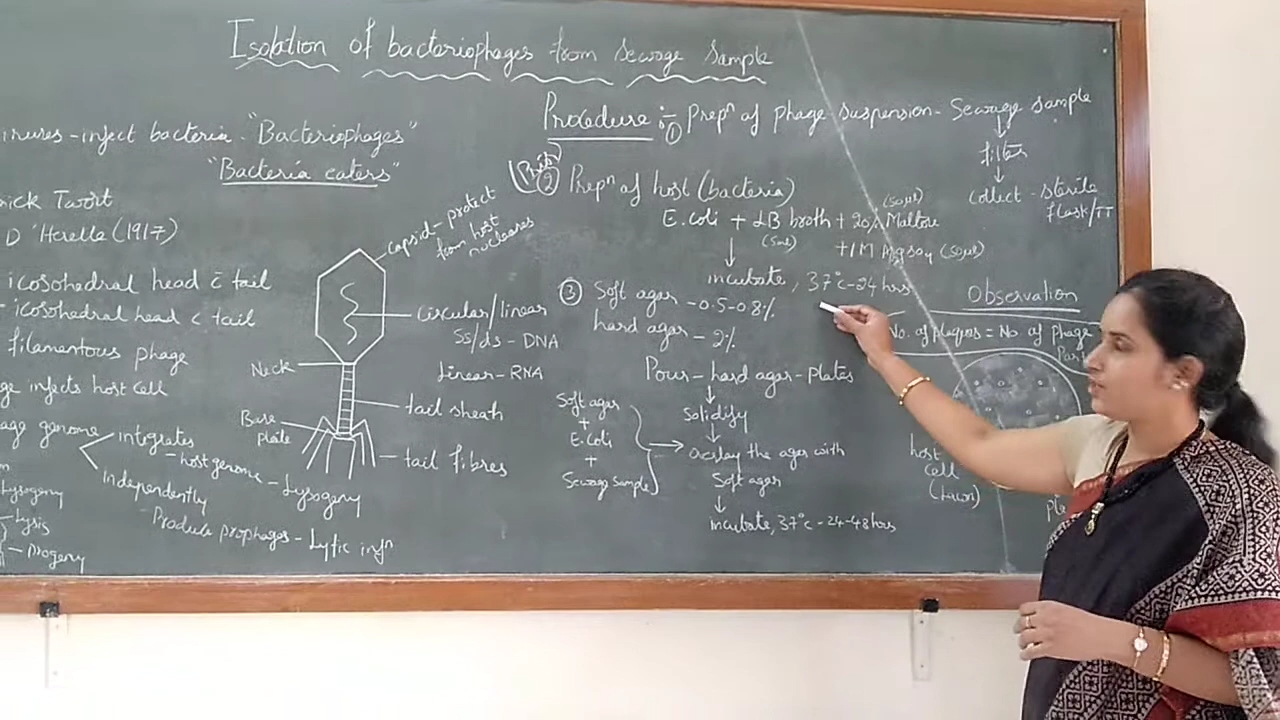 Isolation of bacteriophages from sewage sample
viruses - infect bacteria - "Bacteriophages"
"Bacteria eaters"
Twort
D'Herelle (1917)
icosohedral head c̄ tail
icosohedral head c tail
filamentous phage
infects host cell
genome
integrates
- host genome - Lysogeny
Independently
Produce prophages - Lytic infn
Lysogeny
Lysis
- Progeny
capsid - protect
from host
nucleases
circular/linear
ss/ds - DNA
Linear - RNA
Neck
tail sheath
Base
plate
tail fibres
Procedure :- ① Prepn of phage suspension - Sewage sample
filter
collect - sterile
flask/TT
② Prepn of host (bacteria)
E.coli + LB broth + 20% Maltose
(5ml)
(50µl)
+ 1M Mgso4 (50µl)
incubate, 37°c - 24 hrs
③ Soft agar - 0.5-0.8%
hard agar - 2%
Pour - hard agar - plates
Solidify
Soft agar
+
E.coli
+
Sewage sample
Overlay the agar with
Soft agar
incubate, 37°c - 24-48 hrs
Observation
No. of plaques = No. of phage
host
cell
(Lawn)